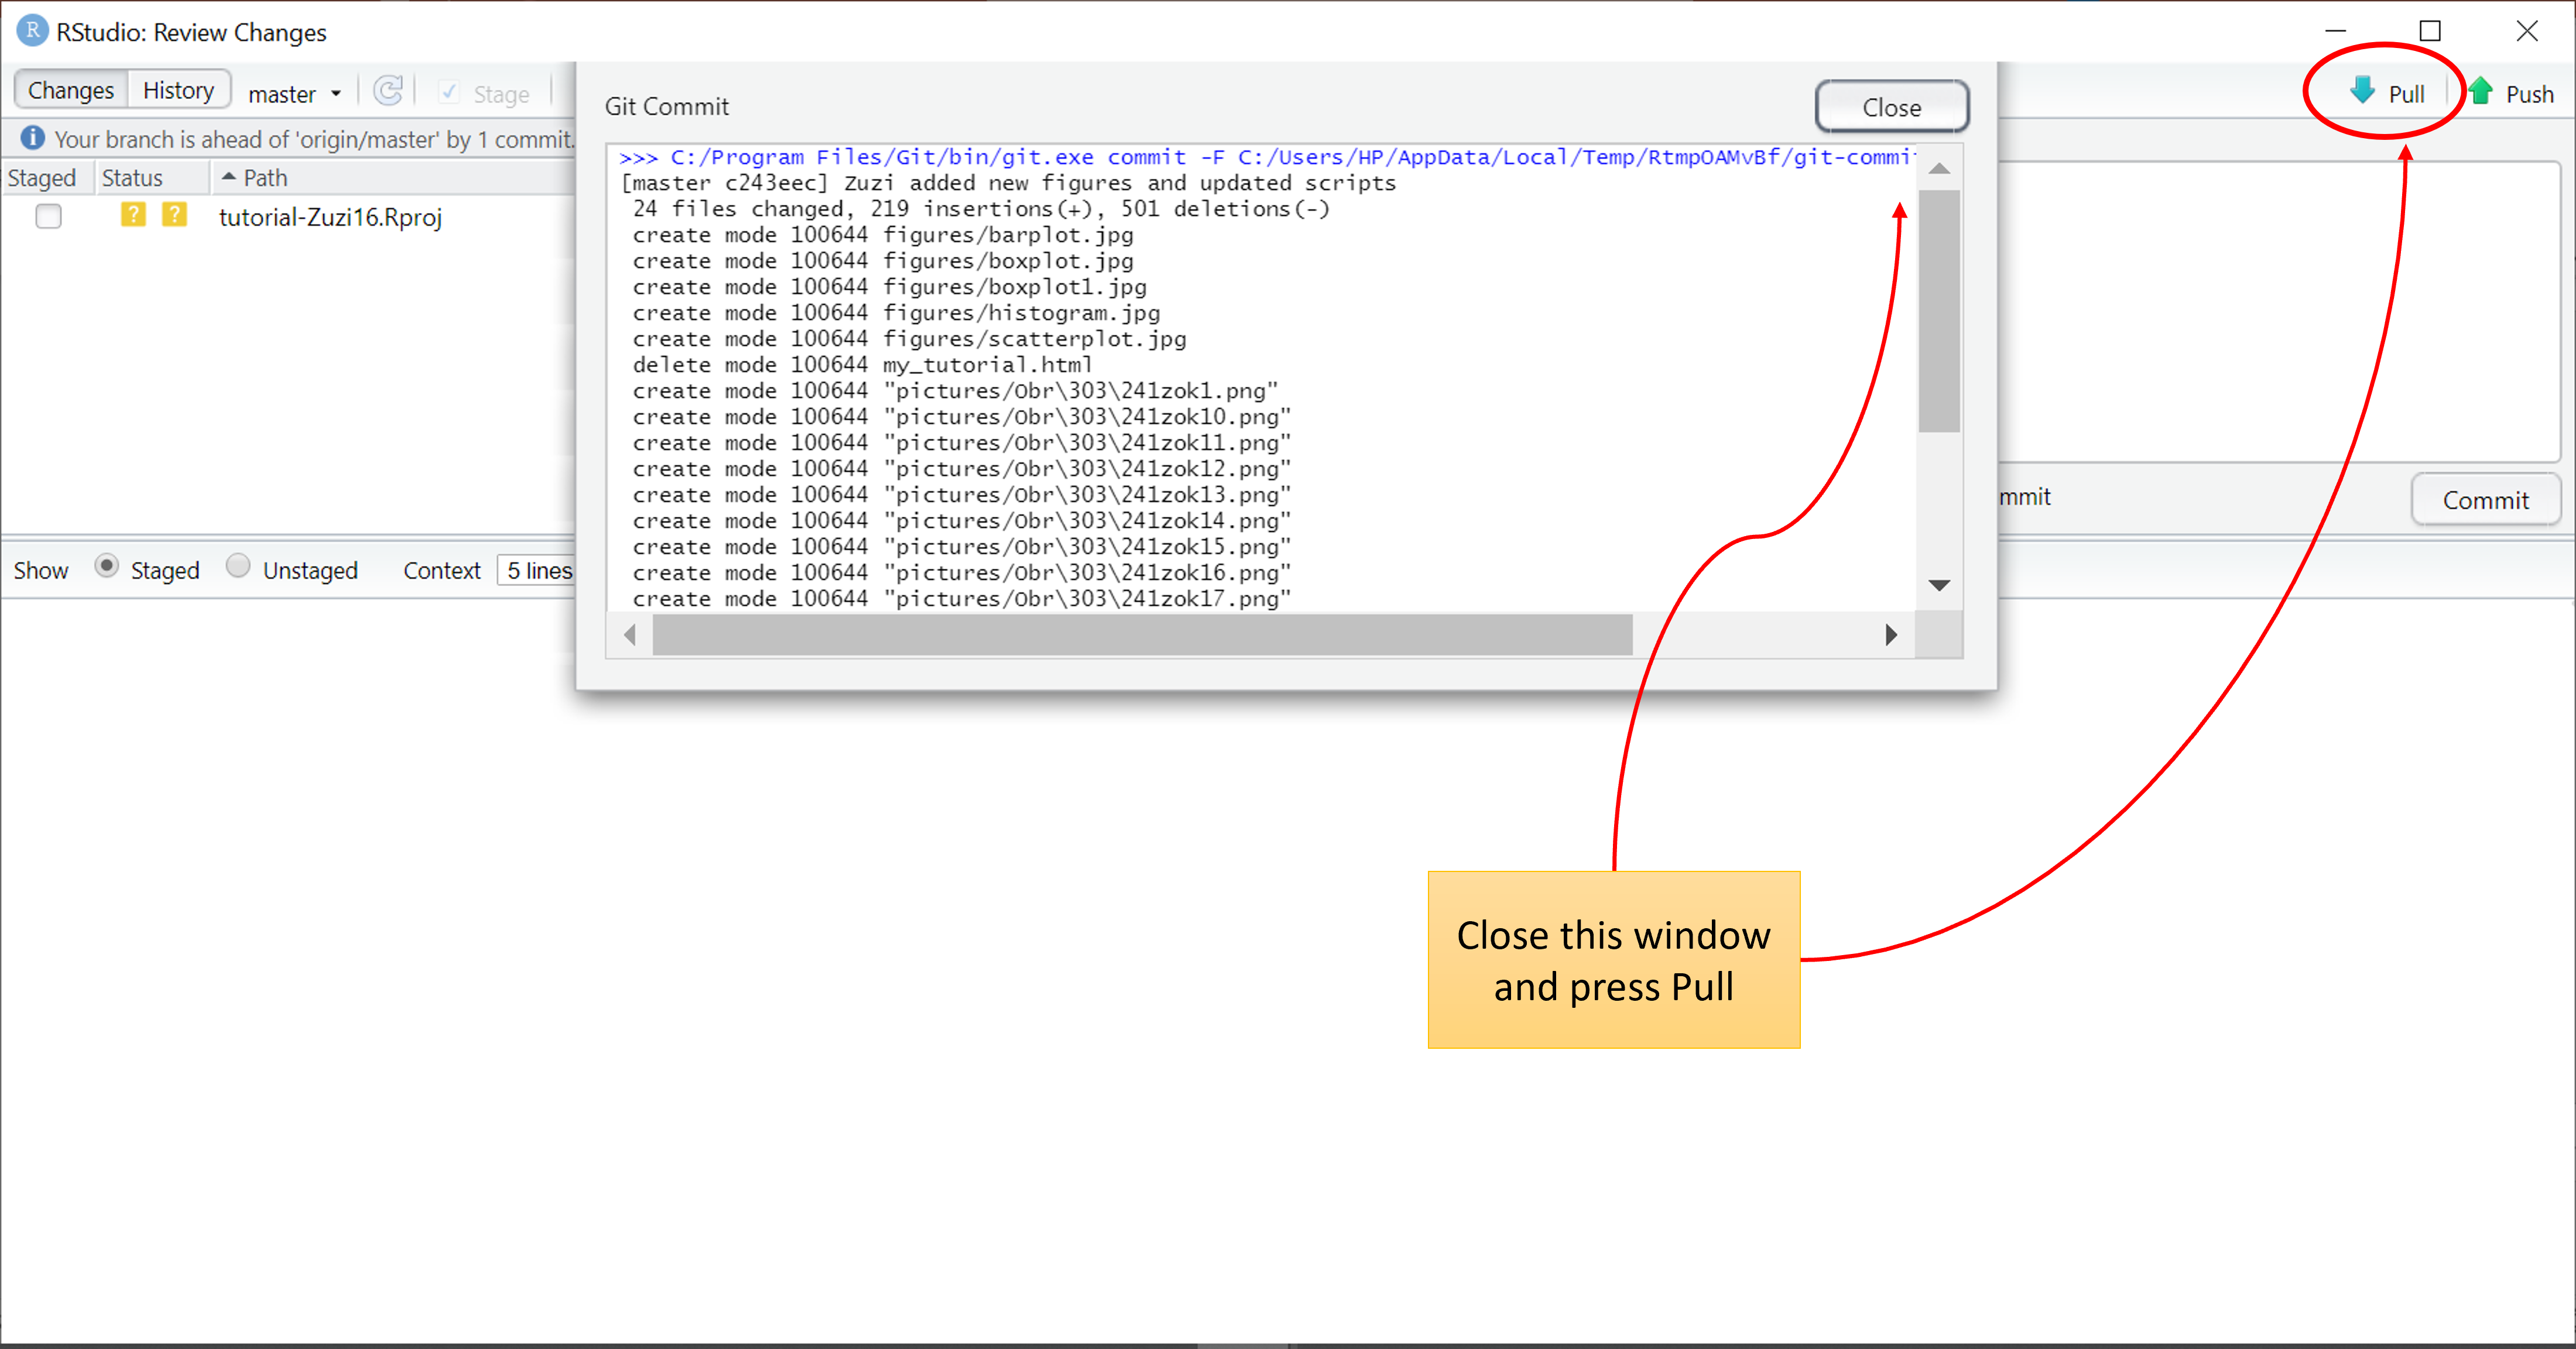 R RStudio: Review Changes
Changes History master Stage
Pull Push
Your branch is ahead of 'origin/master' by 1 commit.
Staged Status Path
tutorial-Zuzi16.Rproj
Git Commit
Close
>>> C:/Program Files/Git/bin/git.exe commit -F C:/Users/HP/AppData/Local/Temp/RtmpOAMvBf/git-commi
[master c243eec] Zuzi added new figures and updated scripts
24 files changed, 219 insertions(+), 501 deletions(-)
create mode 100644 figures/barplot.jpg
create mode 100644 figures/boxplot.jpg
create mode 100644 figures/boxplot1.jpg
create mode 100644 figures/histogram.jpg
create mode 100644 figures/scatterplot.jpg
delete mode 100644 my_tutorial.html
create mode 100644 "pictures/Obr\303\241zok1.png"
create mode 100644 "pictures/Obr\303\241zok10.png"
create mode 100644 "pictures/Obr\303\241zok11.png"
create mode 100644 "pictures/Obr\303\241zok12.png"
create mode 100644 "pictures/Obr\303\241zok13.png"
create mode 100644 "pictures/Obr\303\241zok14.png"
create mode 100644 "pictures/Obr\303\241zok15.png"
create mode 100644 "pictures/Obr\303\241zok16.png"
create mode 100644 "pictures/Obr\303\241zok17.png"
mmit
Commit
Show Staged Unstaged Context 5 lines
Close this window
and press Pull